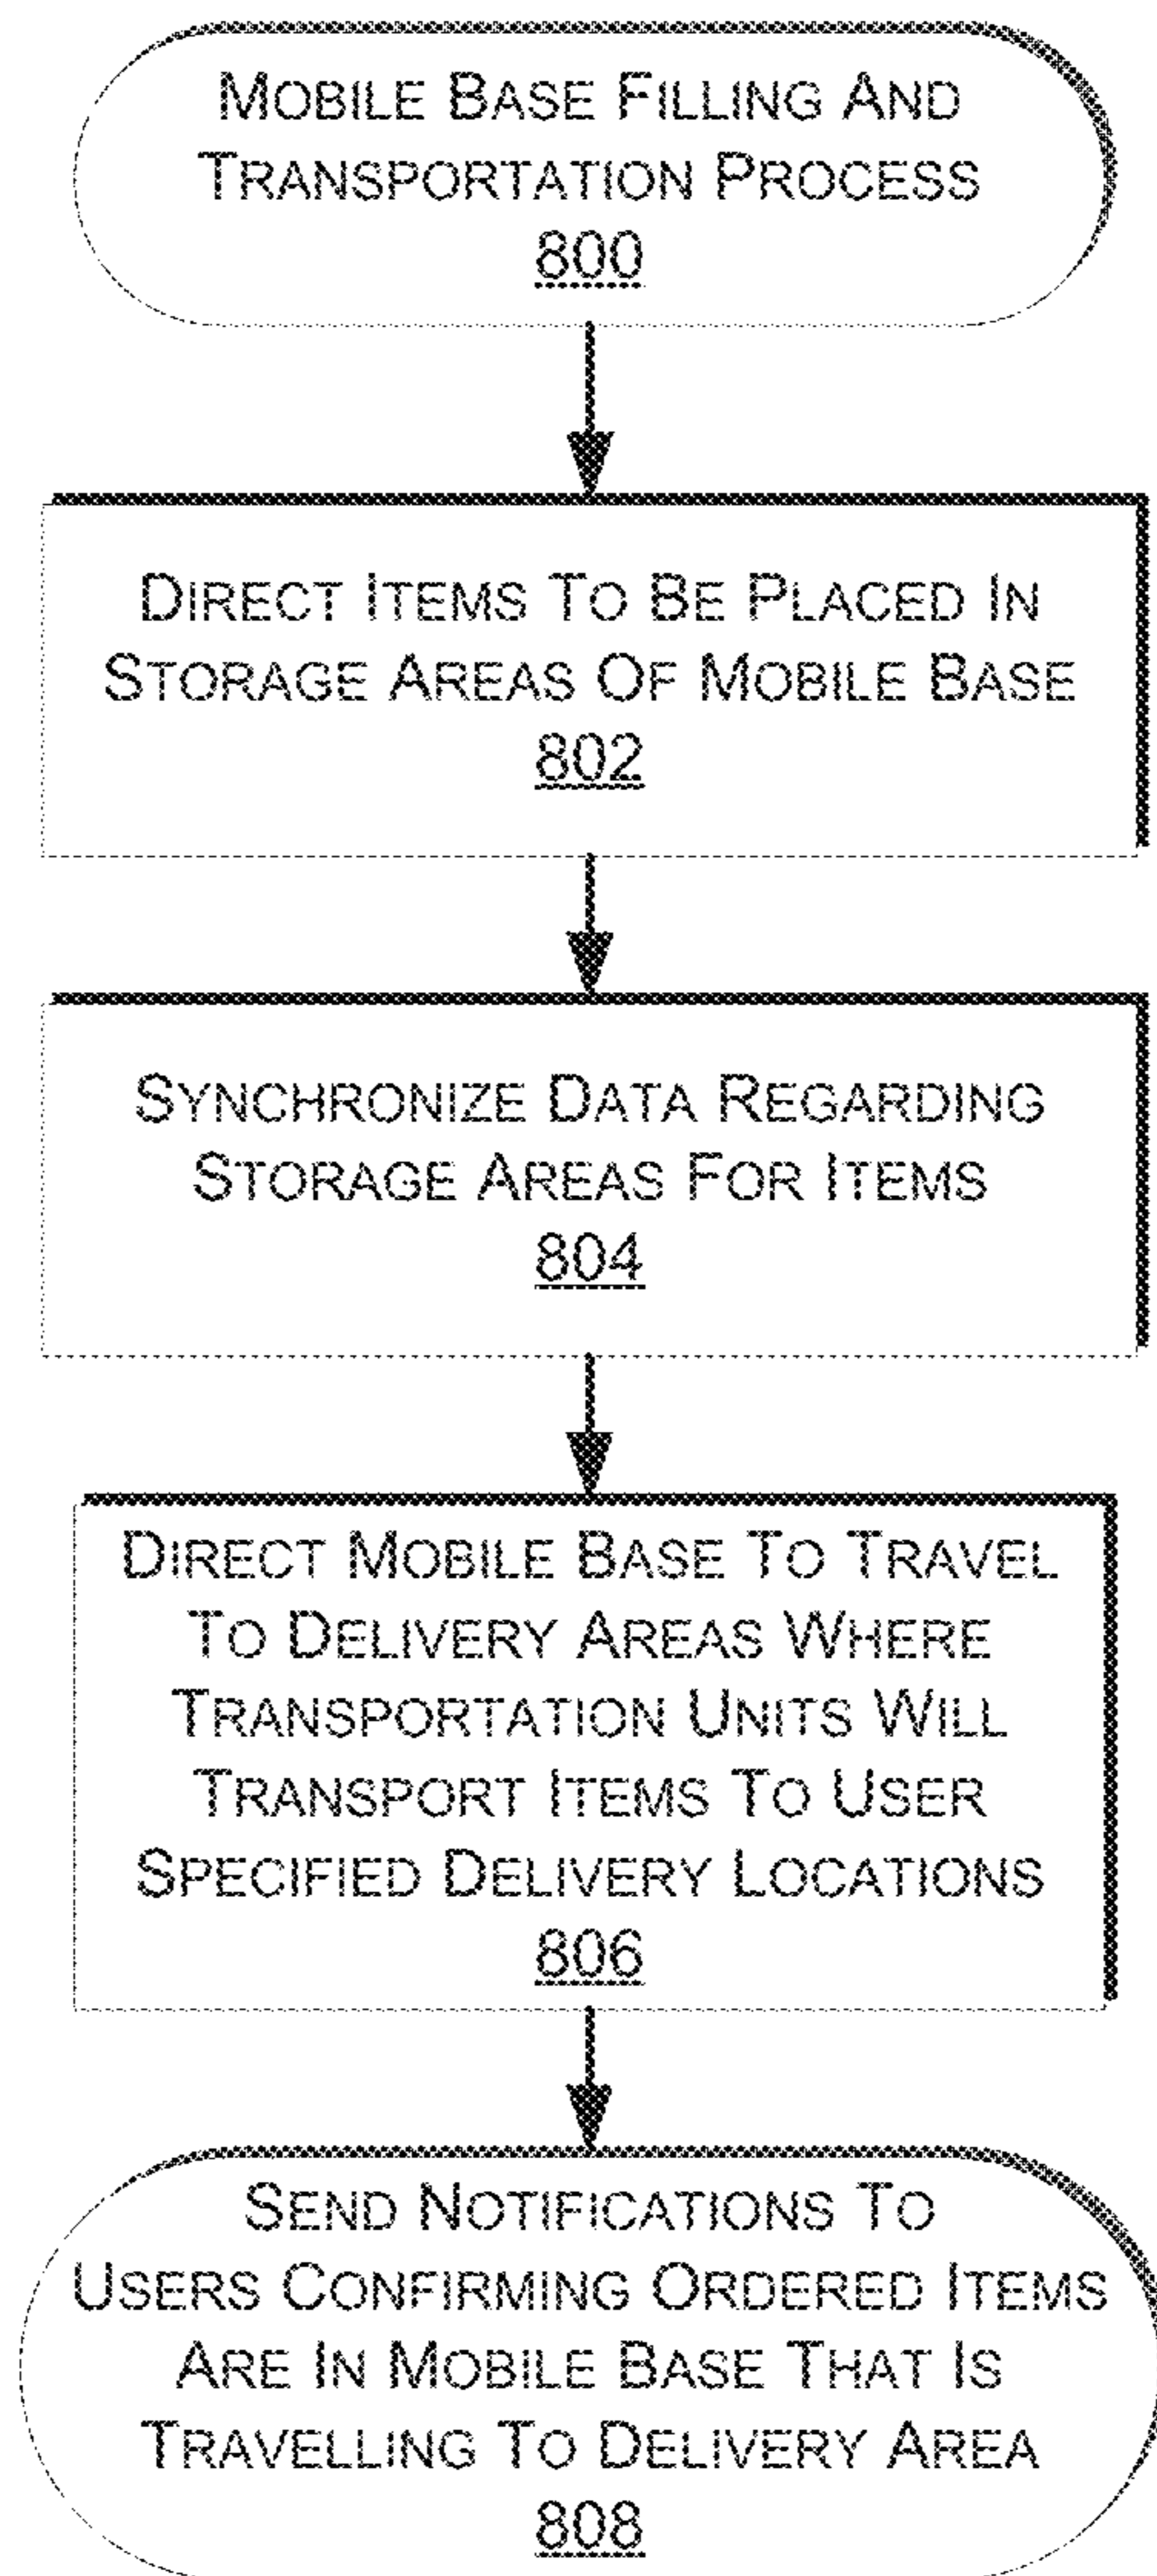 MOBILE BASE FILLING AND
TRANSPORTATION PROCESS
800
DIRECT ITEMS TO BE PLACED IN
STORAGE AREAS OF MOBILE BASE
802
SYNCHRONIZE DATA REGARDING
STORAGE AREAS FOR ITEMS
804
DIRECT MOBILE BASE TO TRAVEL
TO DELIVERY AREAS WHERE
TRANSPORTATION UNITS WILL
TRANSPORT ITEMS TO USER
SPECIFIED DELIVERY LOCATIONS
806
SEND NOTIFICATIONS TO
USERS CONFIRMING ORDERED ITEMS
ARE IN MOBILE BASE THAT IS
TRAVELLING TO DELIVERY AREA
808